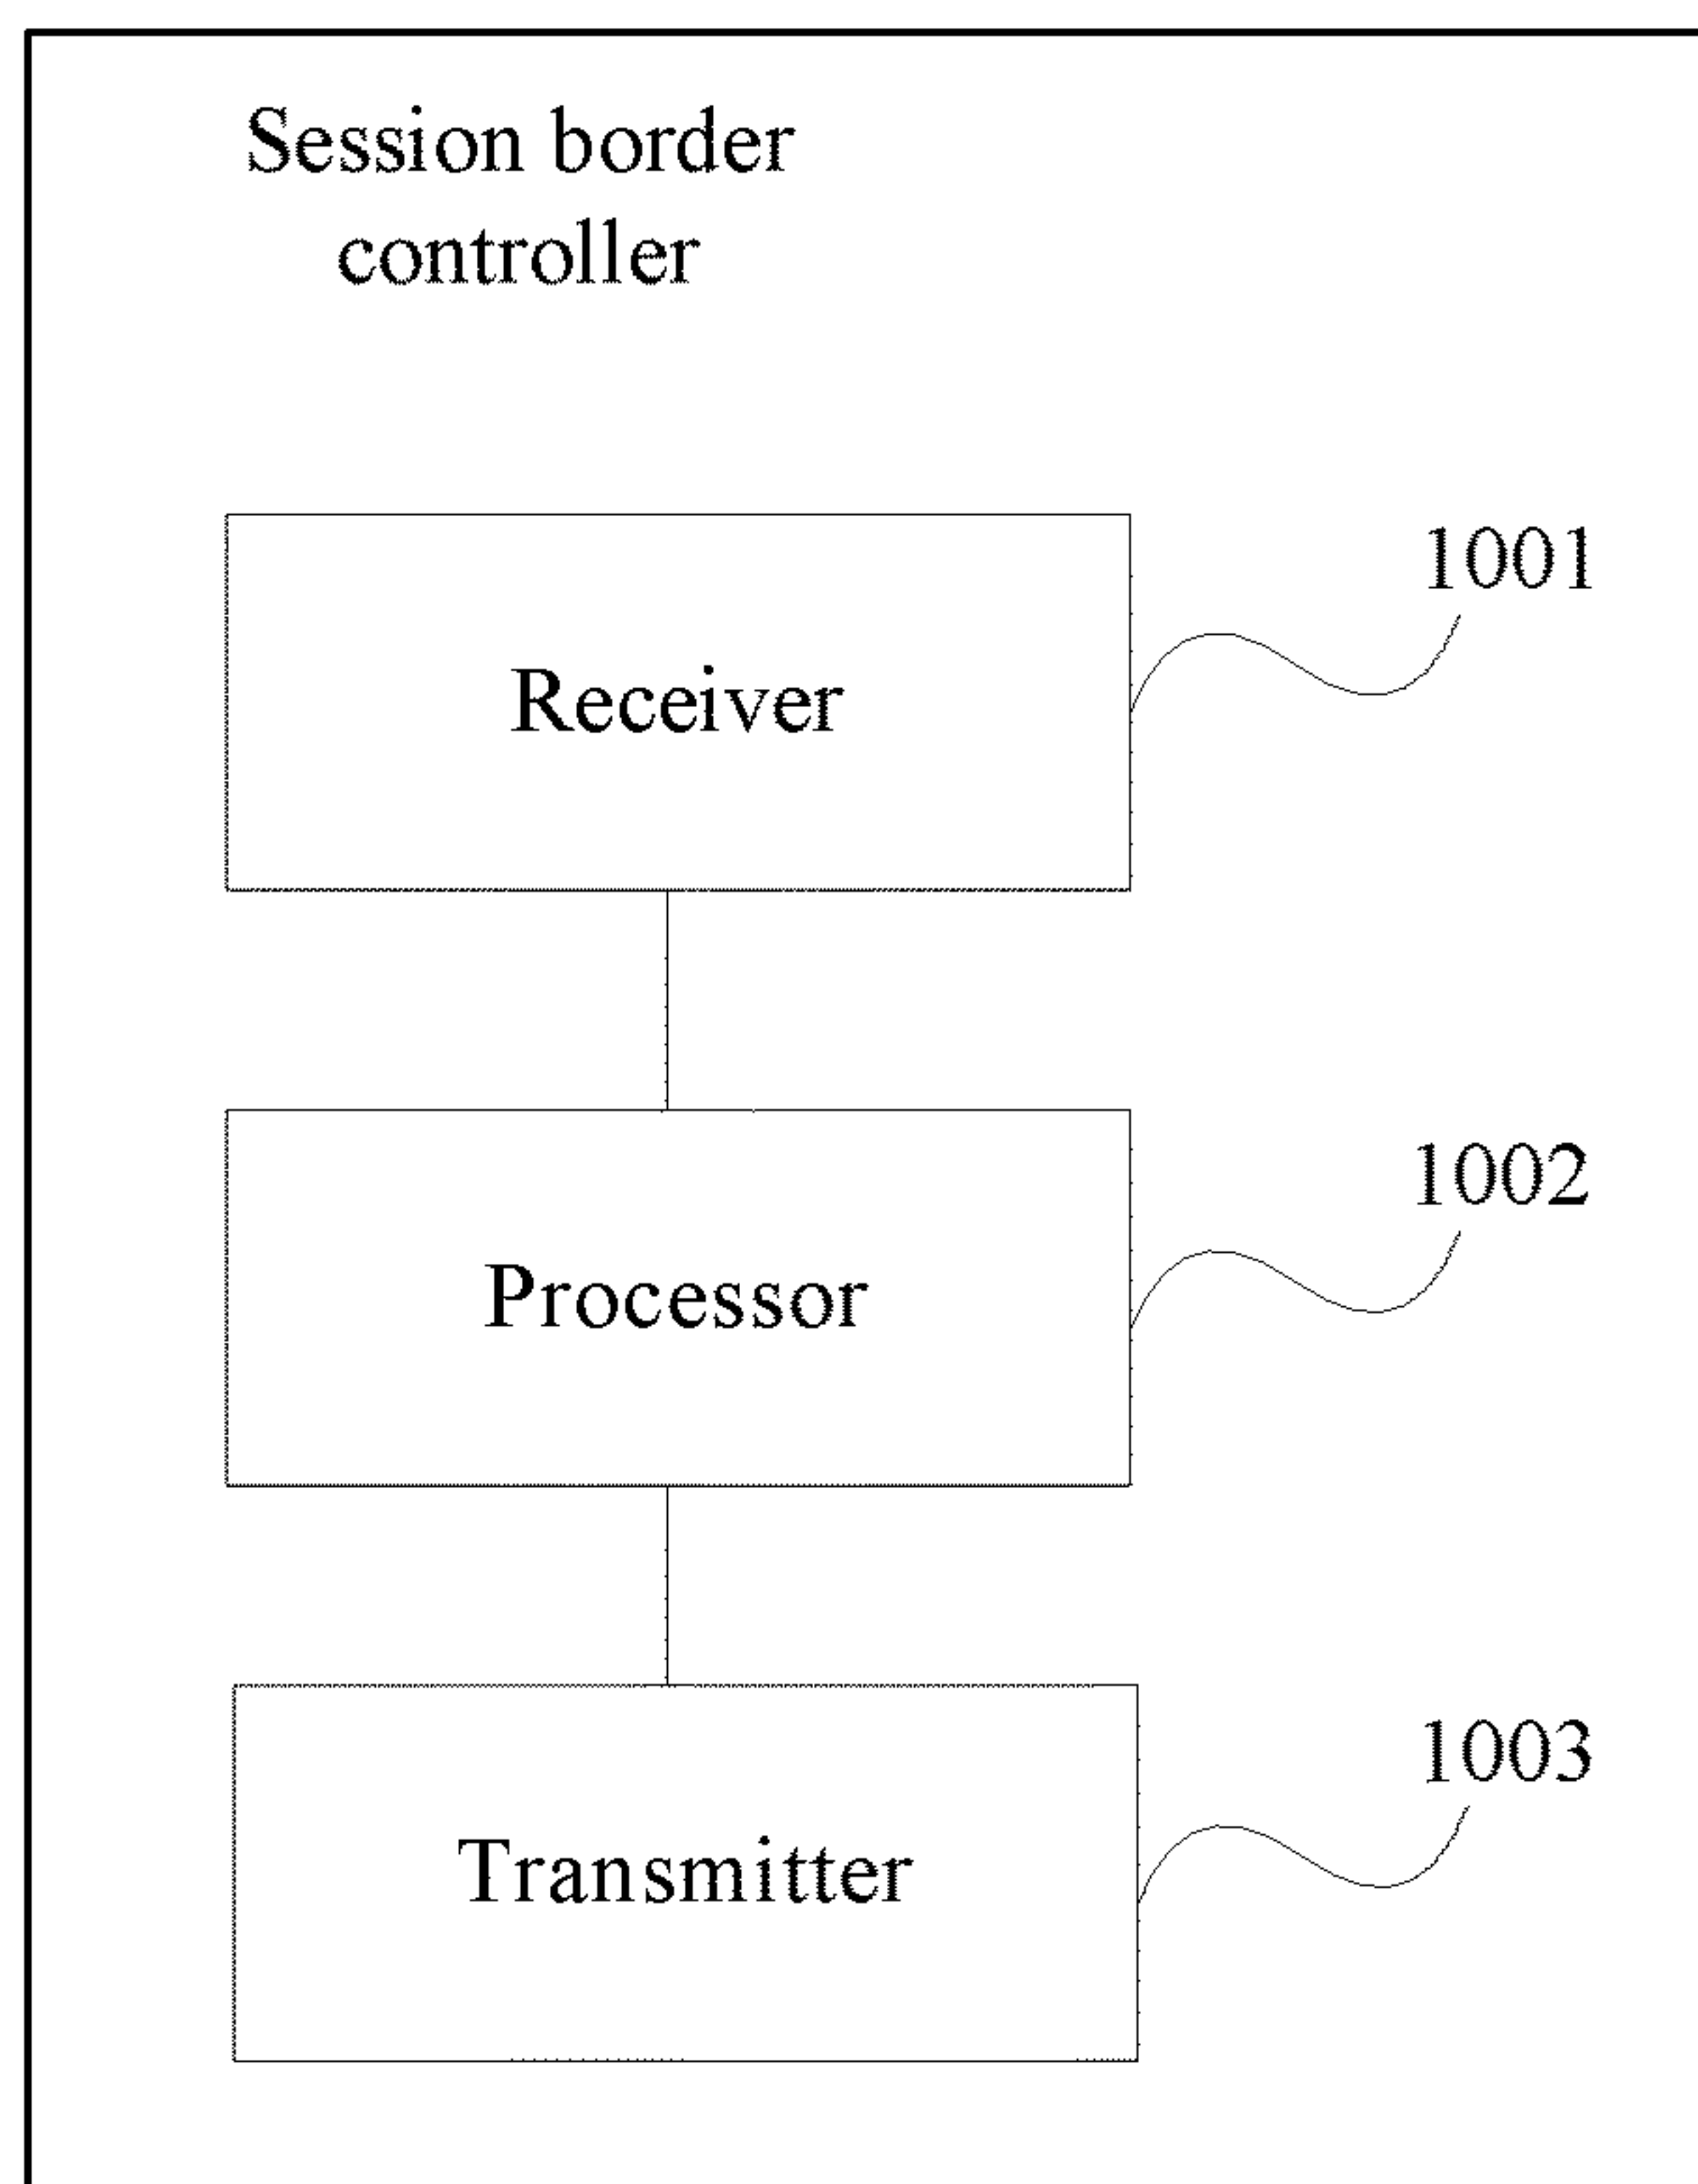 Session border
controller
1001
Receiver
1002
Processor
1003
Transmitter